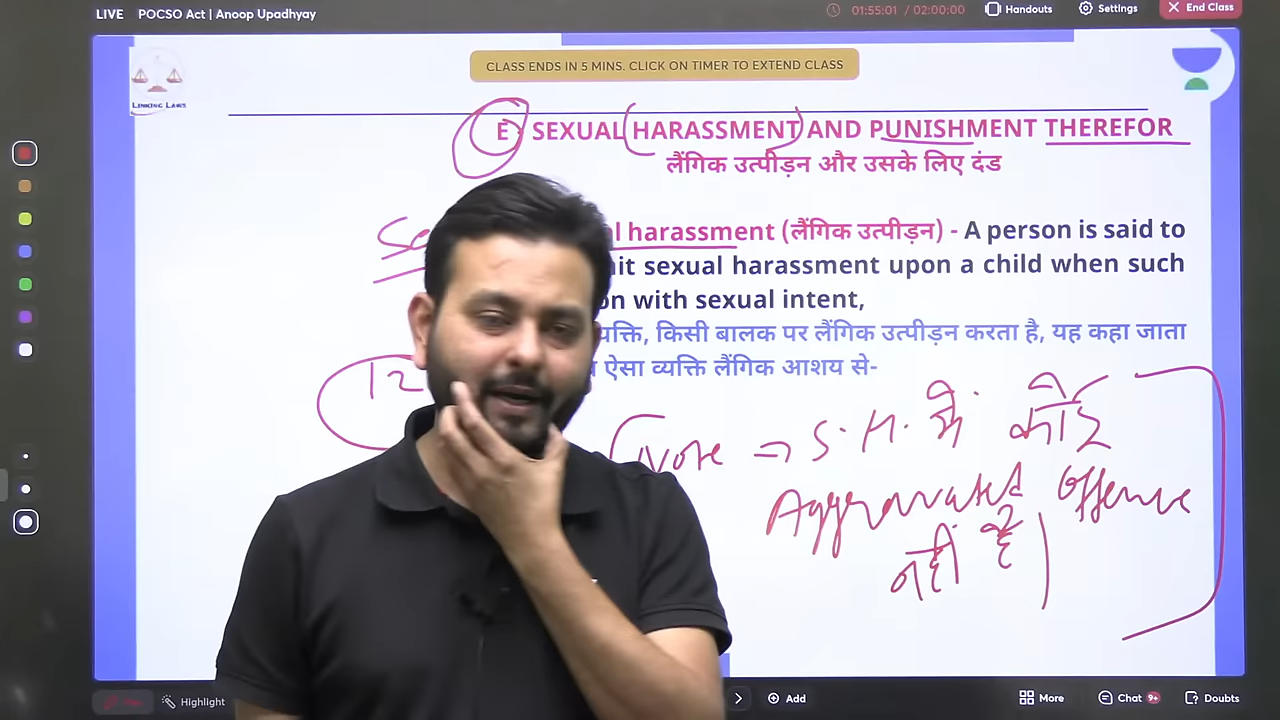 LIVE POCSO Act | Anoop Upadhyay 01:55:01 / 02:00:00 Handouts Settings End Class
CLASS ENDS IN 5 MINS. CLICK ON TIMER TO EXTEND CLASS
LINKING LAWS
E) SEXUAL HARASSMENT AND PUNISHMENT THEREFOR
लैंगिक उत्पीड़न और उसके लिए दंड
harassment (लैंगिक उत्पीड़न) - A person is said to
sexual harassment upon a child when such
with sexual intent,
किसी बालक पर लैंगिक उत्पीड़न करता है, यह कहा जाता
ऐसा व्यक्ति लैंगिक आशय से-
12
Note ⇒ S.H. में कोई
Aggravated offence
नहीं है।
Highlight Add More Chat 9+ Doubts